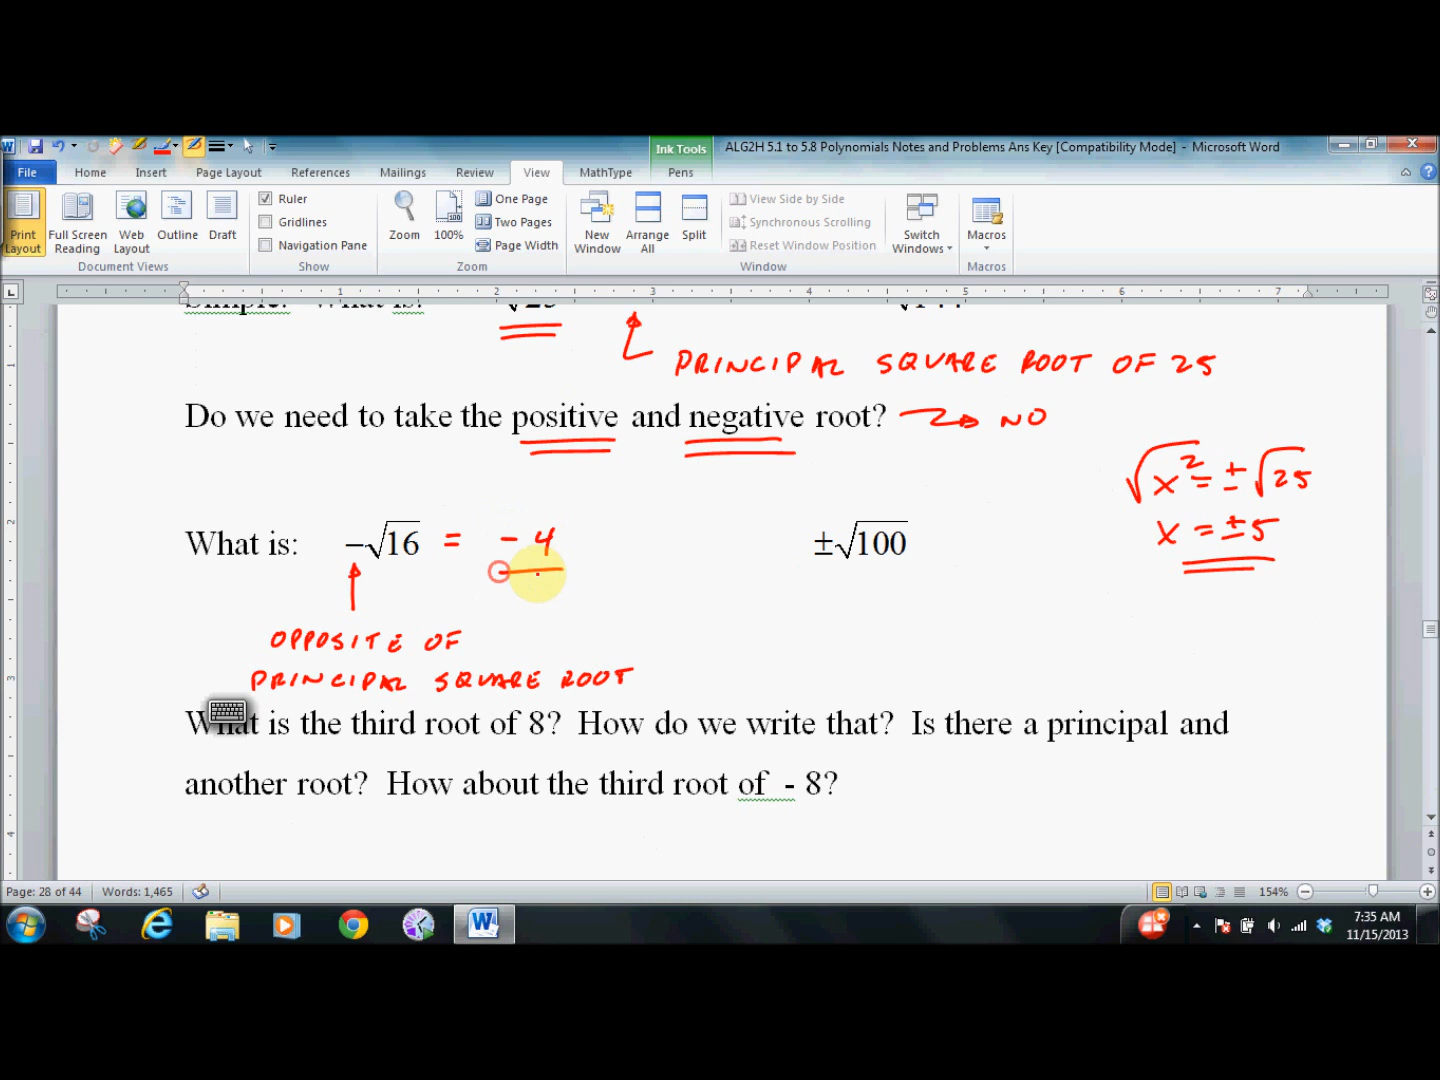 Ink Tools
ALG2H 5.1 to 5.8 Polynomials Notes and Problems Ans Key [Compatibility Mode] - Microsoft Word
File Home Insert Page Layout References Mailings Review View MathType Pens
Print Layout
Full Screen Reading
Web Layout
Outline
Draft
Document Views
Ruler
Gridlines
Navigation Pane
Show
Zoom
100%
One Page
Two Pages
Page Width
Zoom
New Window
Arrange All
Split
View Side by Side
Synchronous Scrolling
Reset Window Position
Window
Switch Windows
Macros
Macros
1 2 3 4 5 6 7
PRINCIPAL SQUARE ROOT OF 25
Do we need to take the positive and negative root? NO
√x² = ±√25
x = ±5
What is: −√16 = -4 ±√100
OPPOSITE OF
PRINCIPAL SQUARE ROOT
What is the third root of 8? How do we write that? Is there a principal and
another root? How about the third root of - 8?
Page: 28 of 44 Words: 1,465 154%
7:35 AM
11/15/2013